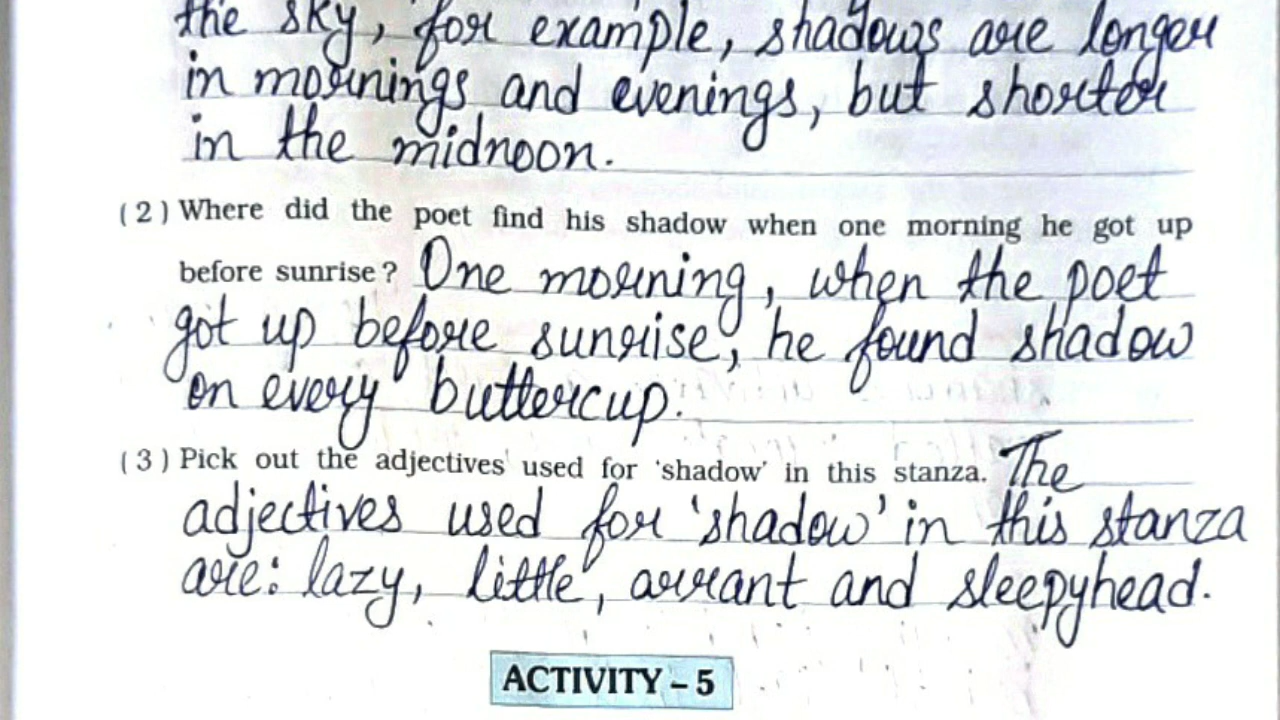 the sky, for example, shadows are longer
in mornings and evenings, but shorter
in the midnoon.
(2) Where did the poet find his shadow when one morning he got up
before sunrise? One morning, when the poet
got up before sunrise, he found shadow
on every buttercup.
(3) Pick out the adjectives used for 'shadow' in this stanza. The
adjectives used for 'shadow' in this stanza
are: lazy, little, arrant and sleepyhead.
ACTIVITY – 5